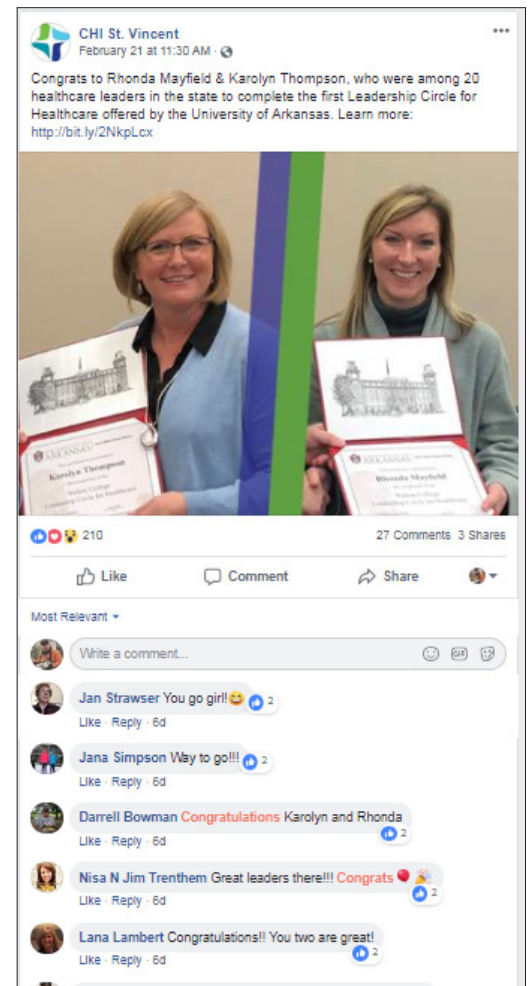 CHI St. Vincent
February 21 at 11:30 AM ·
Congrats to Rhonda Mayfield & Karolyn Thompson, who were among 20
healthcare leaders in the state to complete the first Leadership Circle for
Healthcare offered by the University of Arkansas. Learn more:
http://bit.ly/2NkpLcx
ARKANSAS
Karolyn Thompson
Walton College
Leadership Circle for Healthcare
ARKANSAS
Rhonda Mayfield
Walton College
Leadership Circle for Healthcare
210
27 Comments 3 Shares
Like
Comment
Share
Most Relevant
Write a comment...
GIF
Jan Strawser You go girl!😆 2
Like · Reply · 6d
Jana Simpson Way to go!!! 2
Like · Reply · 6d
Darrell Bowman Congratulations Karolyn and Rhonda
2
Like · Reply · 6d
Nisa N Jim Trenthem Great leaders there!!! Congrats 🎈 🎉
2
Like · Reply · 6d
Lana Lambert Congratulations!! You two are great!
2
Like · Reply · 6d